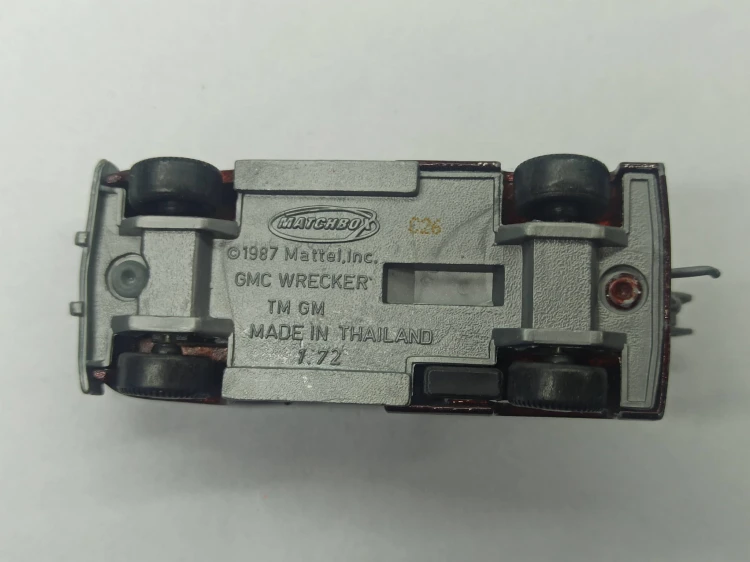 MATCHBOX
C26
©1987 Mattel,Inc.
GMC WRECKER
TM GM
MADE IN THAILAND
1:72